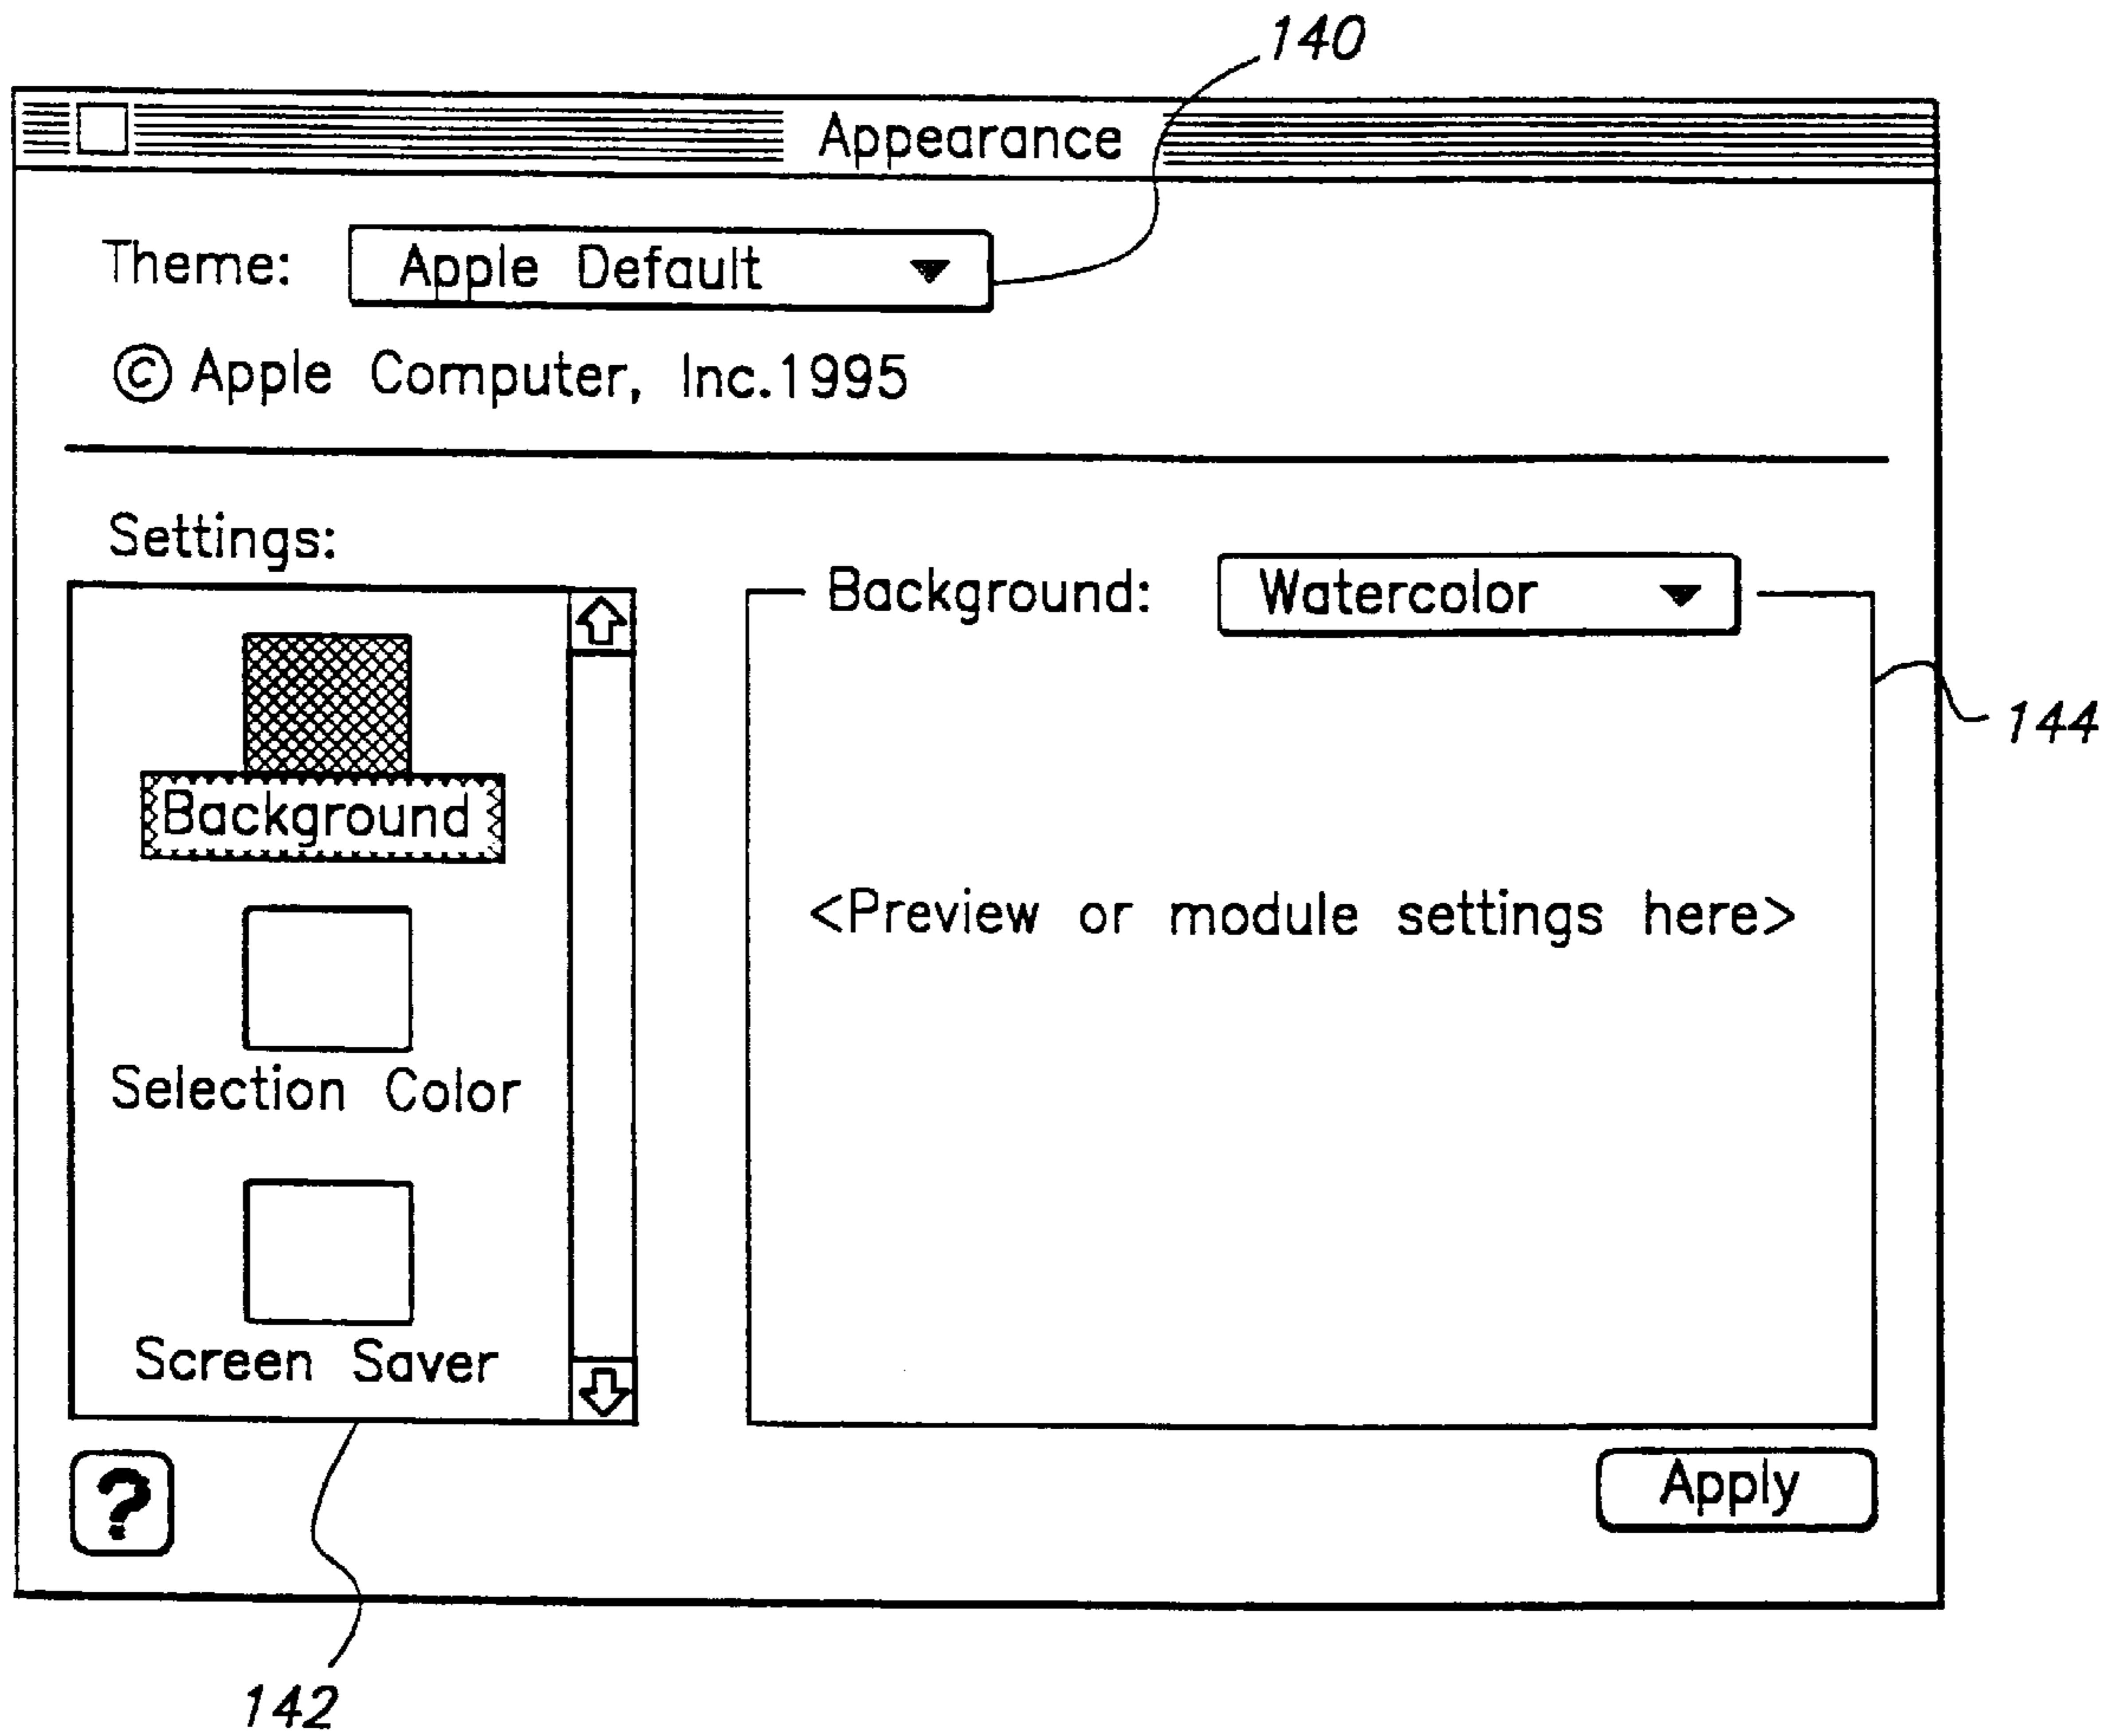 140
Appearance
Theme: Apple Default
© Apple Computer, Inc.1995
Settings:
Background: Watercolor
144
Background
<Preview or module settings here>
Selection Color
Screen Saver
?
Apply
142